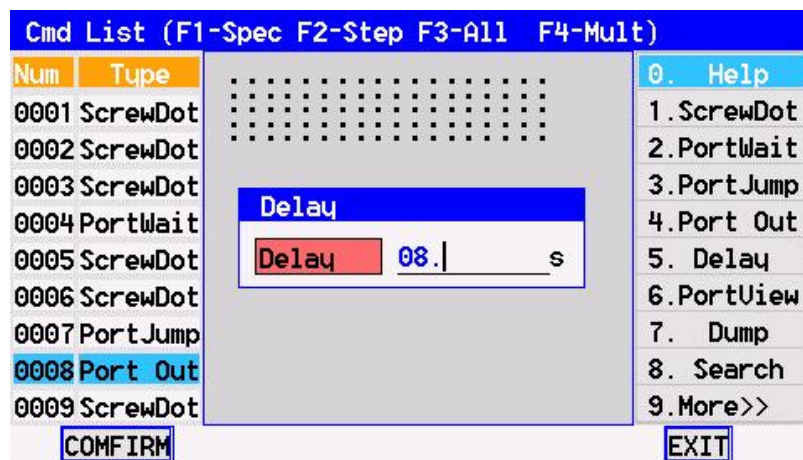 Cmd List (F1-Spec F2-Step F3-All F4-Mult)
Num Type
0001 ScrewDot
0002 ScrewDot
0003 ScrewDot
0004 PortWait
0005 ScrewDot
0006 ScrewDot
0007 PortJump
0008 Port Out
0009 ScrewDot
Delay
Delay 08. s
0. Help
1.ScrewDot
2.PortWait
3.PortJump
4.Port Out
5. Delay
6.PortView
7. Dump
8. Search
9.More>>
COMFIRM
EXIT